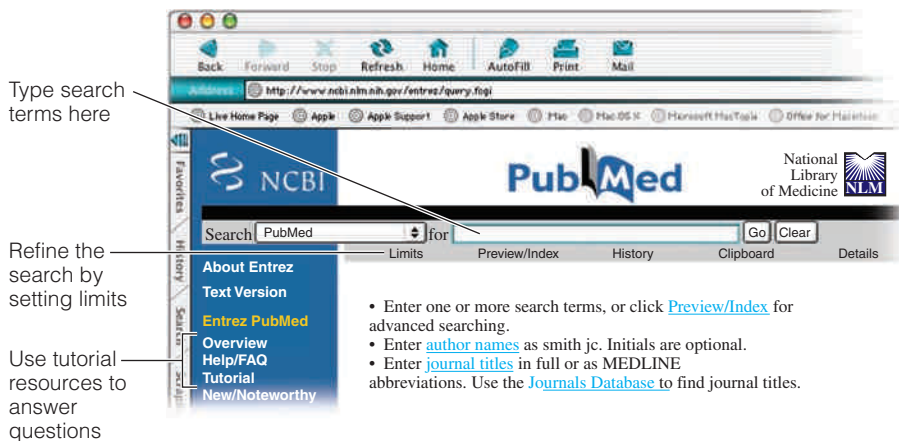 Back Forward Stop Refresh Home AutoFill Print Mail
Type search
terms here
Address http://www.ncbi.nlm.nih.gov/entrez/query.fcgi
Live Home Page Apple Apple Support Apple Store Mac Mac OS X Microsoft MacTopia Office for Macintosh
Favorites
History
Search
NCBI
PubMed
National
Library
of Medicine NLM
Search PubMed for Go Clear
Limits Preview/Index History Clipboard Details
Refine the
search by
setting limits
About Entrez
Text Version
Entrez PubMed
Overview
Help/FAQ
Tutorial
New/Noteworthy
Use tutorial
resources to
answer
questions
• Enter one or more search terms, or click Preview/Index for
advanced searching.
• Enter author names as smith jc. Initials are optional.
• Enter journal titles in full or as MEDLINE
abbreviations. Use the Journals Database to find journal titles.